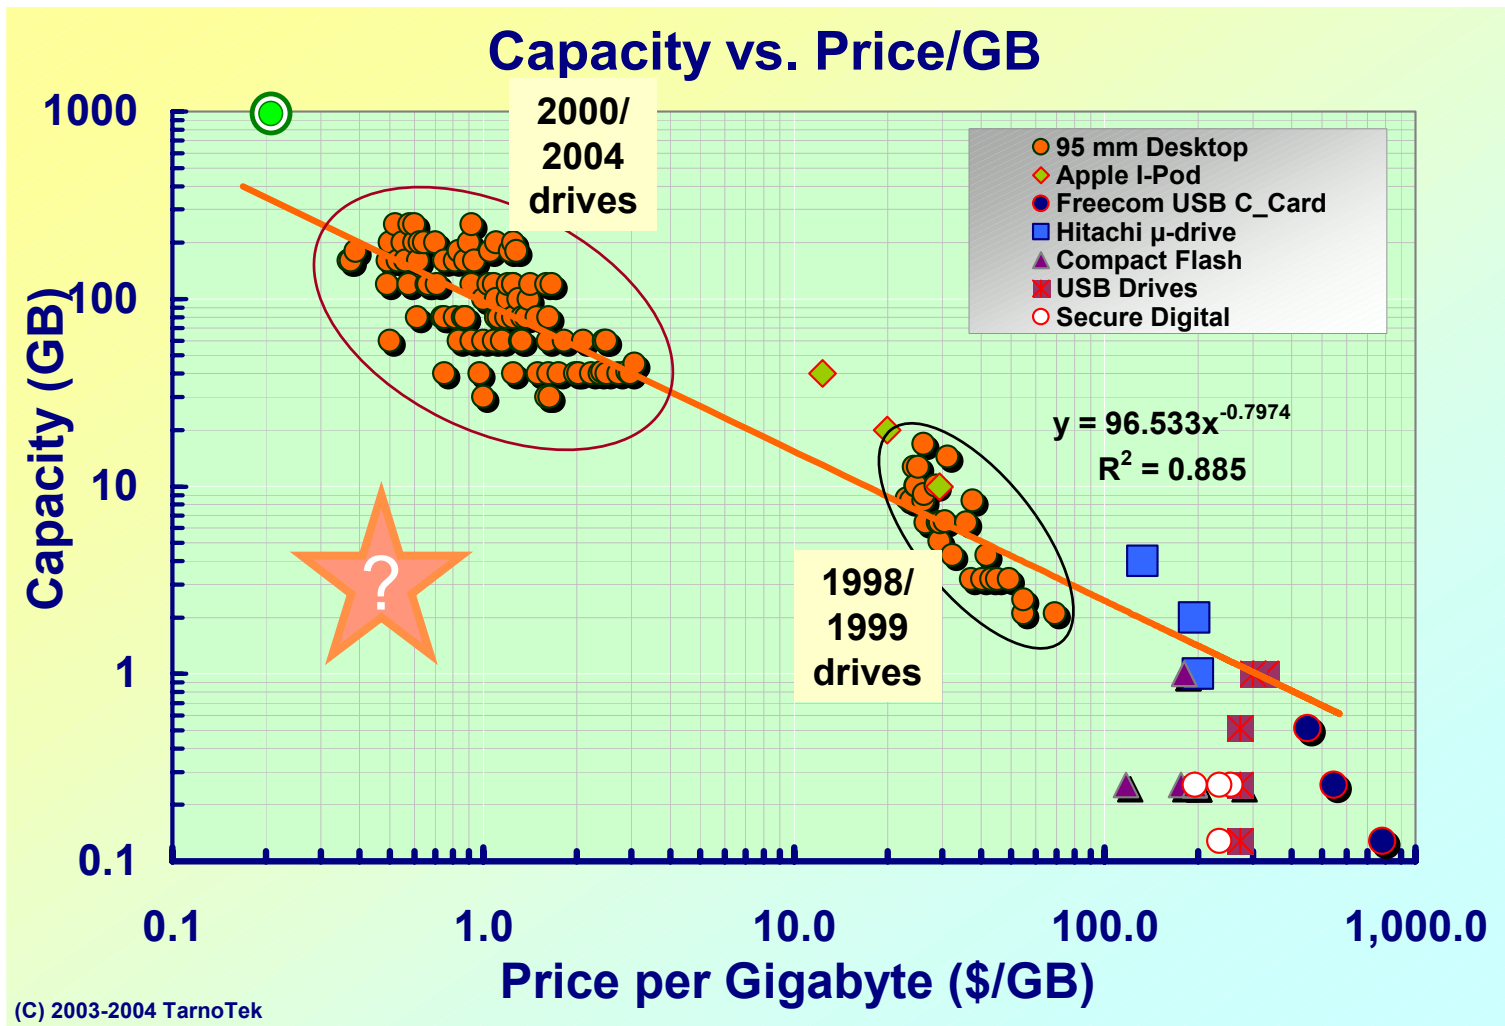 Capacity vs. Price/GB
2000/
2004
drives
95 mm Desktop
Apple I-Pod
Freecom USB C_Card
Hitachi µ-drive
Compact Flash
USB Drives
Secure Digital
y = 96.533x^-0.7974
R² = 0.885
?
1998/
1999
drives
Capacity (GB)
1000
100
10
1
0.1
0.1 1.0 10.0 100.0 1,000.0
Price per Gigabyte ($/GB)
(C) 2003-2004 TarnoTek